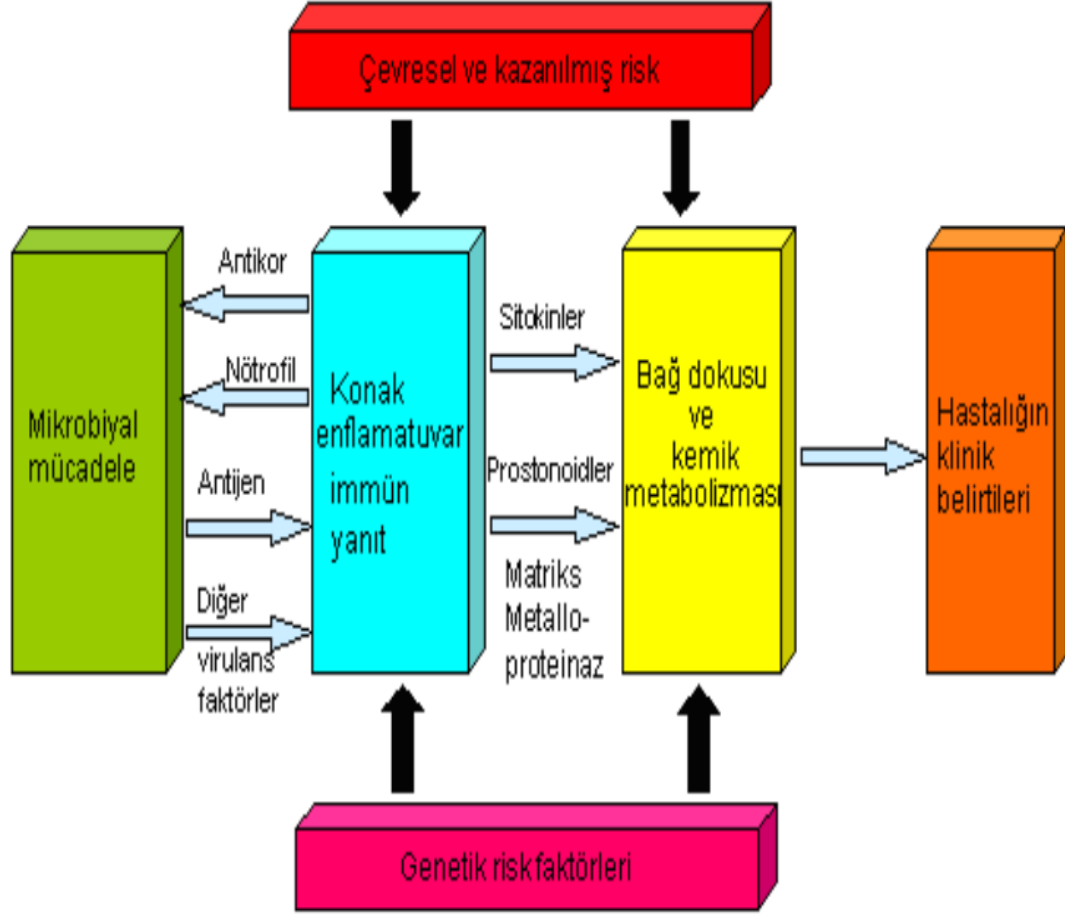 Çevresel ve kazanılmış risk
Antikor
Nötrofil
Mikrobiyal
mücadele
Antijen
Diğer
virulans
faktörler
Konak
enflamatuvar
immün
yanıt
Sitokinler
Prostonoidler
Matriks
Metallo-
proteinaz
Bağ dokusu
ve
kemik
metabolizması
Hastalığın
klinik
belirtileri
Genetik risk faktörleri